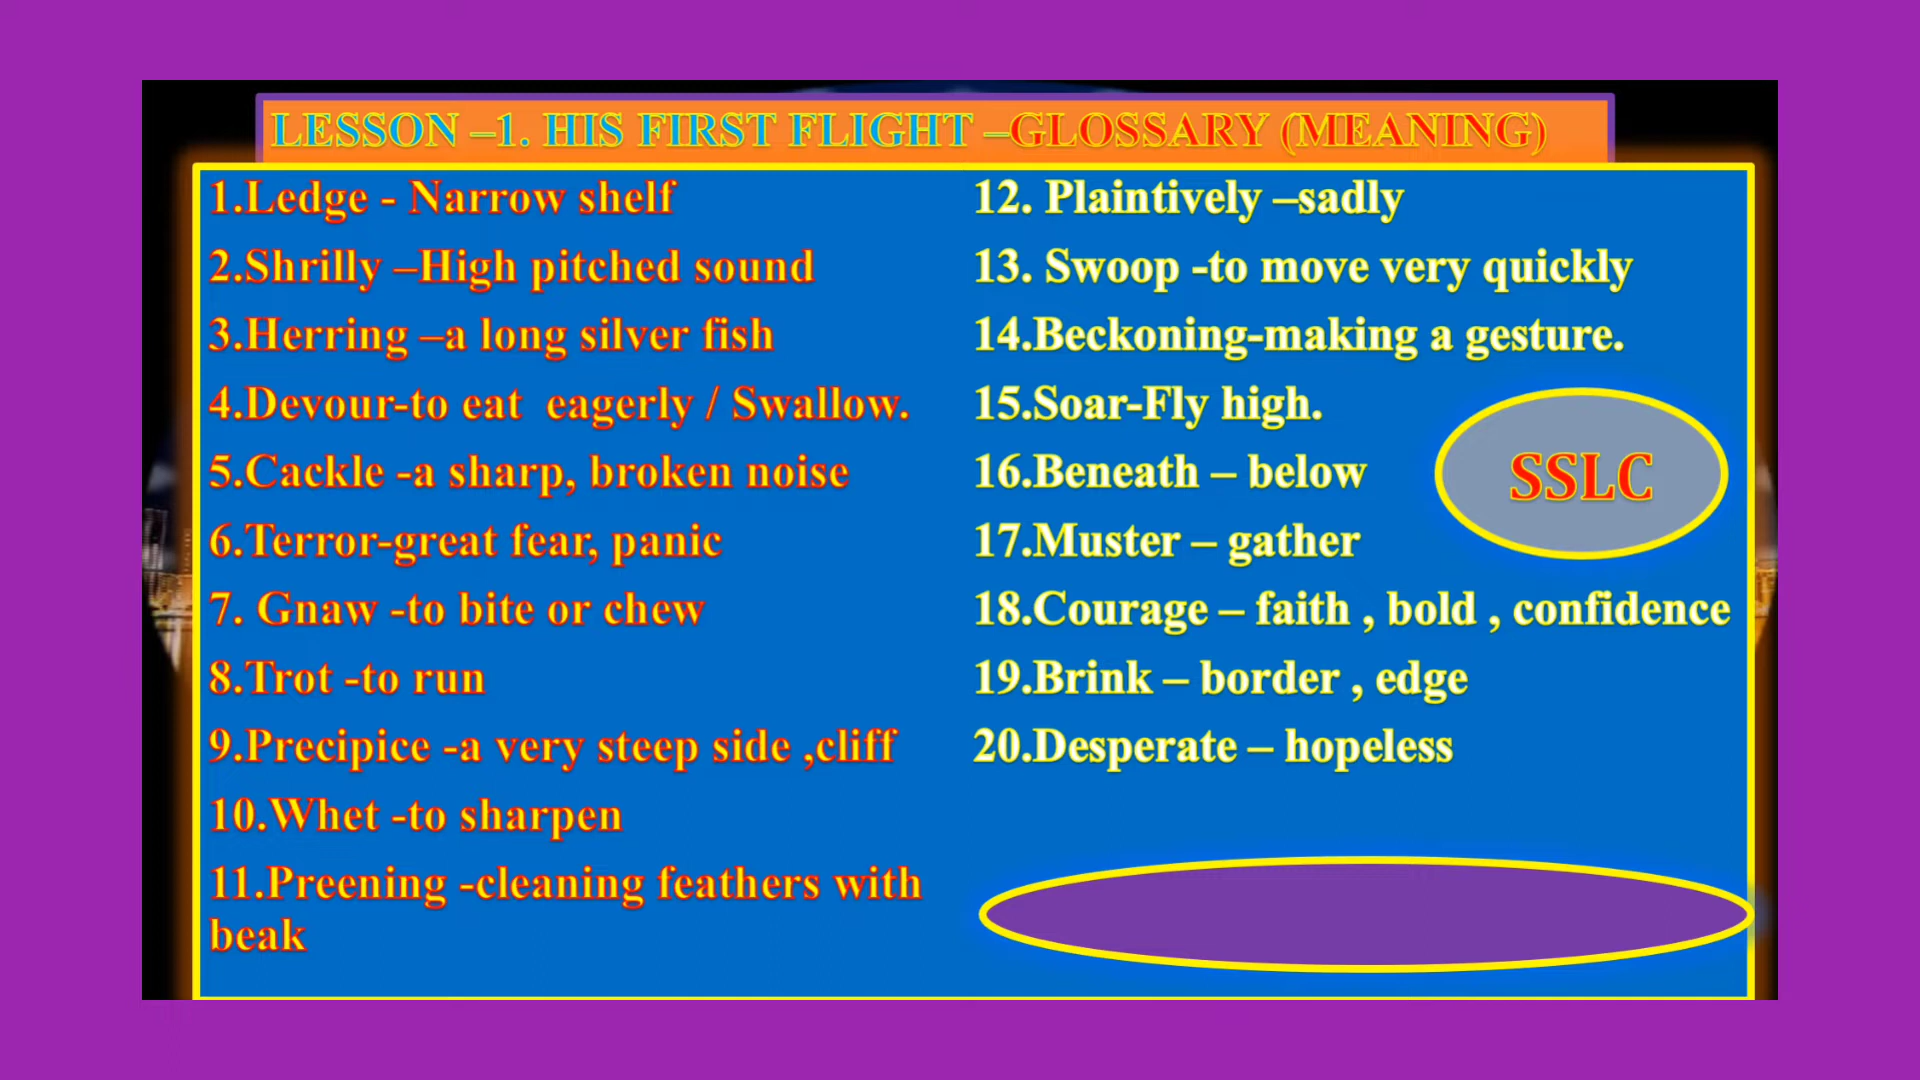 LESSON –1. HIS FIRST FLIGHT –GLOSSARY (MEANING)
1.Ledge - Narrow shelf
2.Shrilly –High pitched sound
3.Herring –a long silver fish
4.Devour-to eat  eagerly / Swallow.
5.Cackle -a sharp, broken noise
6.Terror-great fear, panic
7. Gnaw -to bite or chew
8.Trot -to run
9.Precipice -a very steep side ,cliff
10.Whet -to sharpen
11.Preening -cleaning feathers with
beak
12. Plaintively –sadly
13. Swoop -to move very quickly
14.Beckoning-making a gesture.
15.Soar-Fly high.
16.Beneath – below
17.Muster – gather
18.Courage – faith , bold , confidence
19.Brink – border , edge
20.Desperate – hopeless
SSLC